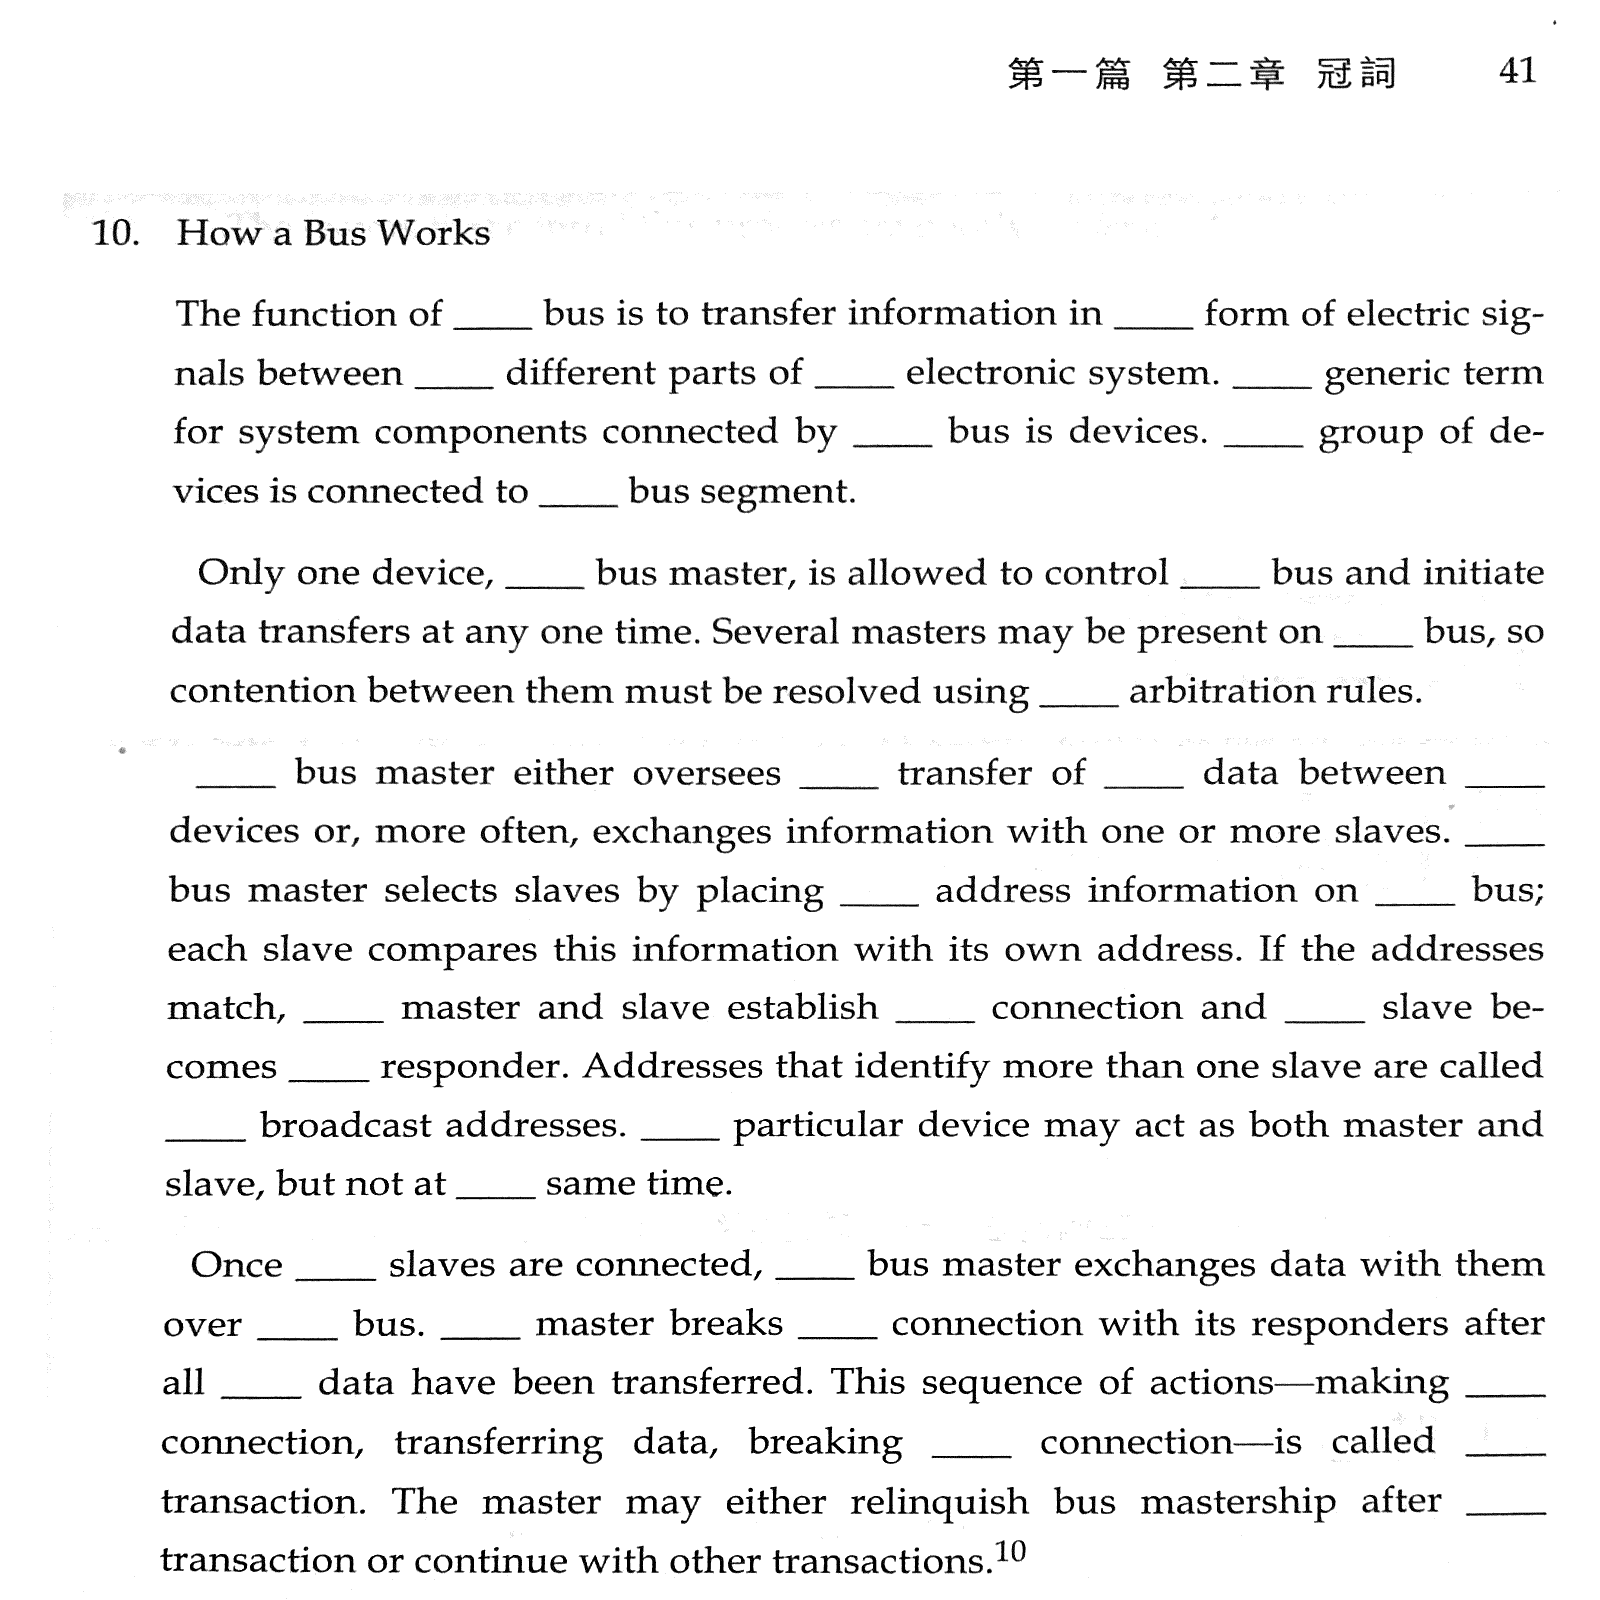 第一篇 第二章 冠詞 41
10. How a Bus Works
The function of ____ bus is to transfer information in ____ form of electric sig-
nals between ____ different parts of ____ electronic system. ____ generic term
for system components connected by ____ bus is devices. ____ group of de-
vices is connected to ____ bus segment.
Only one device, ____ bus master, is allowed to control ____ bus and initiate
data transfers at any one time. Several masters may be present on ____ bus, so
contention between them must be resolved using ____ arbitration rules.
____ bus master either oversees ____ transfer of ____ data between ____
devices or, more often, exchanges information with one or more slaves. ____
bus master selects slaves by placing ____ address information on ____ bus;
each slave compares this information with its own address. If the addresses
match, ____ master and slave establish ____ connection and ____ slave be-
comes ____ responder. Addresses that identify more than one slave are called
____ broadcast addresses. ____ particular device may act as both master and
slave, but not at ____ same time.
Once ____ slaves are connected, ____ bus master exchanges data with them
over ____ bus. ____ master breaks ____ connection with its responders after
all ____ data have been transferred. This sequence of actions—making ____
connection, transferring data, breaking ____ connection—is called ____
transaction. The master may either relinquish bus mastership after ____
transaction or continue with other transactions.10